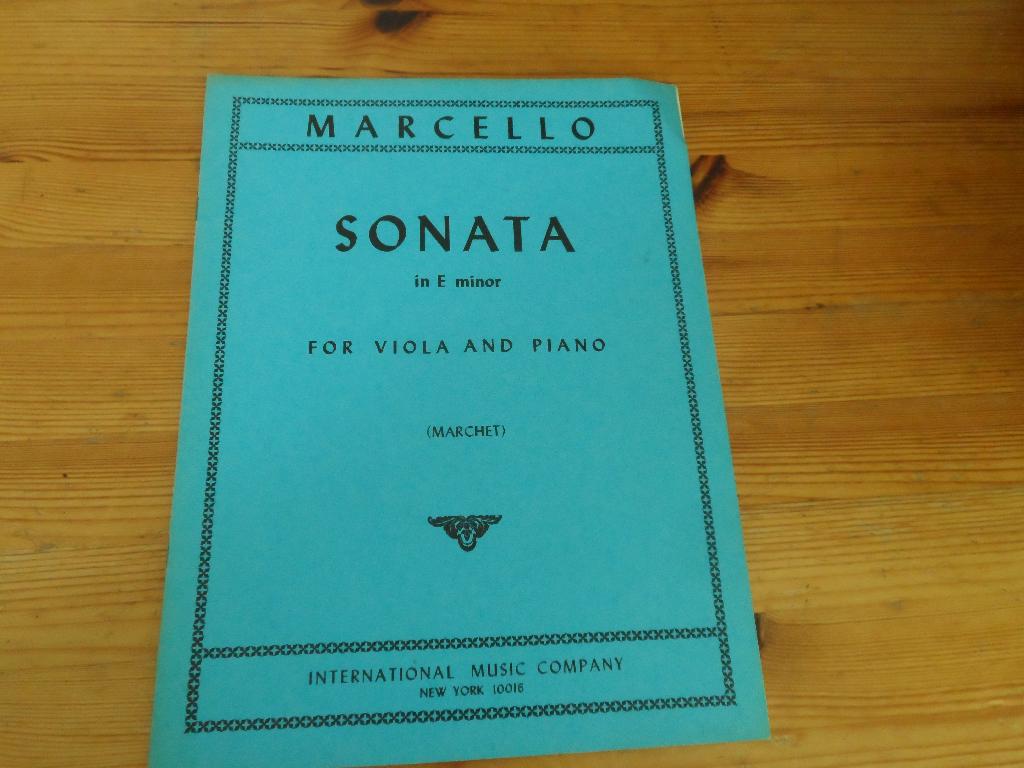 MARCELLO
SONATA
in E minor
FOR VIOLA AND PIANO
(MARCHET)
INTERNATIONAL MUSIC COMPANY
NEW YORK 10016